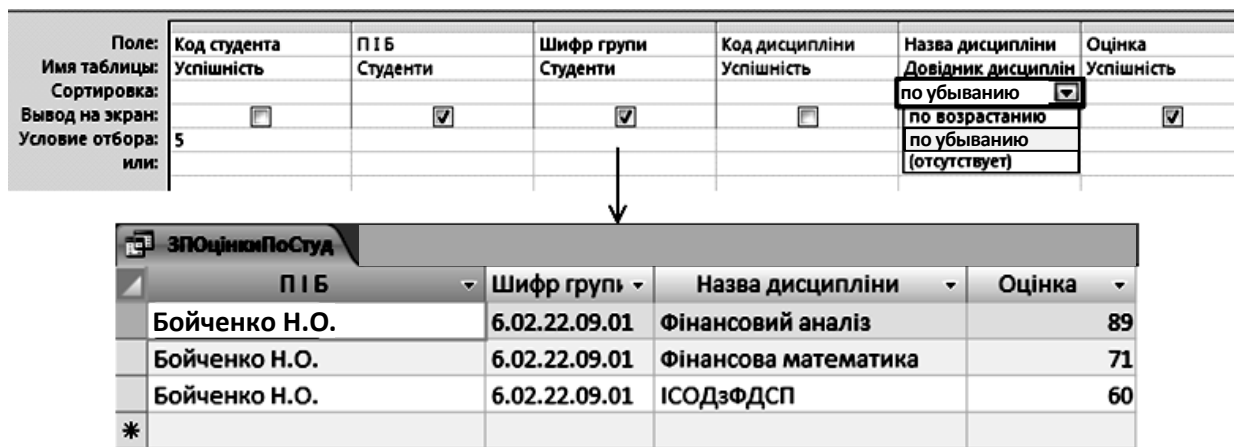 Поле: Код студента П І Б Шифр групи Код дисципліни Назва дисципліни Оцінка
Имя таблицы: Успішність Студенти Студенти Успішність Довідник дисциплін Успішність
Сортировка: по убыванию
Вывод на экран: по возрастанию
Условие отбора: 5 по убыванию
или: (отсутствует)
ЗПОцінкиПоСтуд
П І Б Шифр групи Назва дисципліни Оцінка
Бойченко Н.О. 6.02.22.09.01 Фінансовий аналіз 89
Бойченко Н.О. 6.02.22.09.01 Фінансова математика 71
Бойченко Н.О. 6.02.22.09.01 ІСОДзФДСП 60